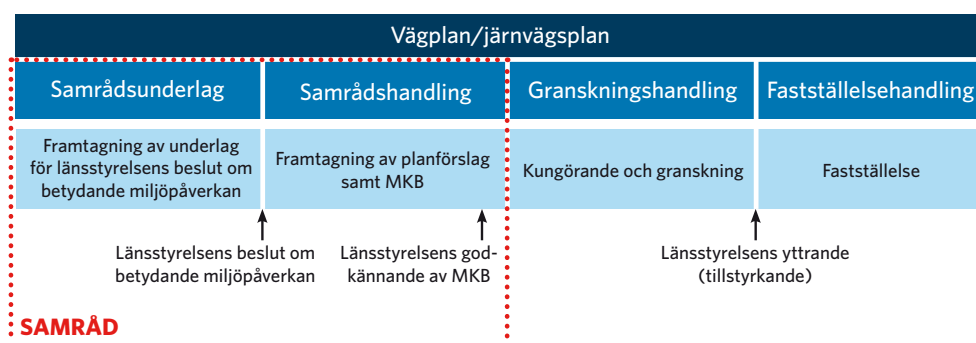 Vägplan/järnvägsplan
Samrådsunderlag
Samrådshandling
Granskningshandling
Fastställelsehandling
Framtagning av underlag
för länsstyrelsens beslut om
betydande miljöpåverkan
Framtagning av planförslag
samt MKB
Kungörande och granskning
Fastställelse
Länsstyrelsens beslut om
betydande miljöpåverkan
Länsstyrelsens god-
kännande av MKB
Länsstyrelsens yttrande
(tillstyrkande)
SAMRÅD